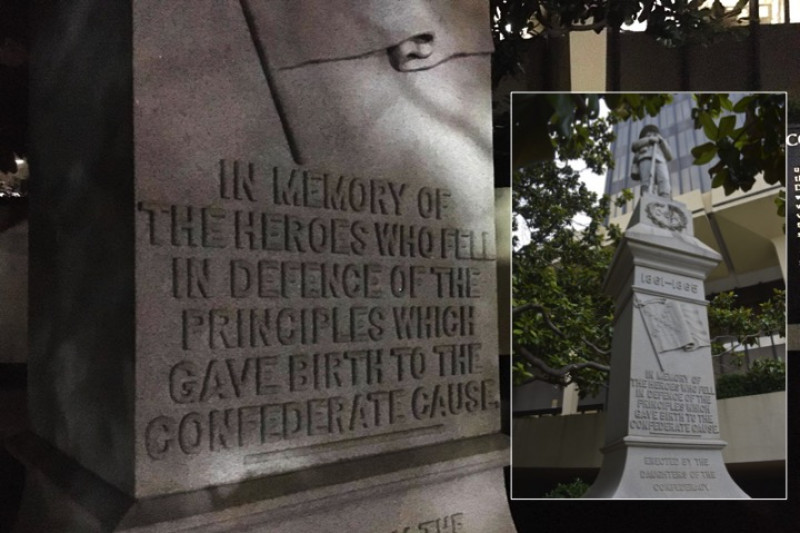 IN MEMORY OF
THE HEROES WHO FELL
IN DEFENCE OF THE
PRINCIPLES WHICH
GAVE BIRTH TO THE
CONFEDERATE CAUSE.
THE
1861-1865
IN MEMORY OF
THE HEROES WHO FELL
IN DEFENCE OF THE
PRINCIPLES WHICH
GAVE BIRTH TO THE
CONFEDERATE CAUSE.
ERECTED BY THE
DAUGHTERS OF THE
CONFEDERACY